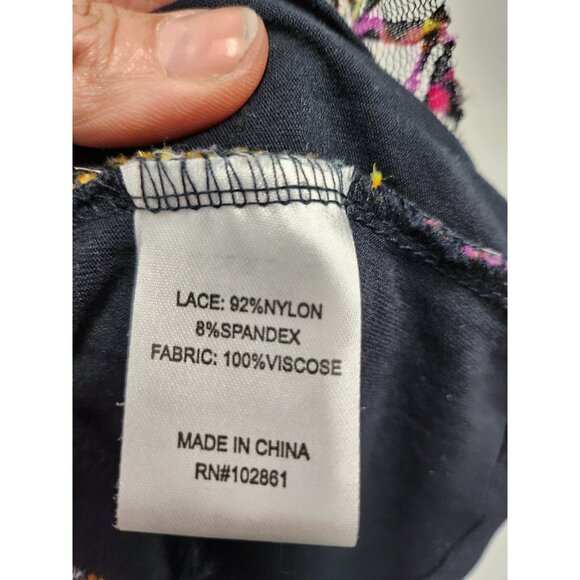 LACE: 92%NYLON
8%SPANDEX
FABRIC: 100%VISCOSE
MADE IN CHINA
RN#102861